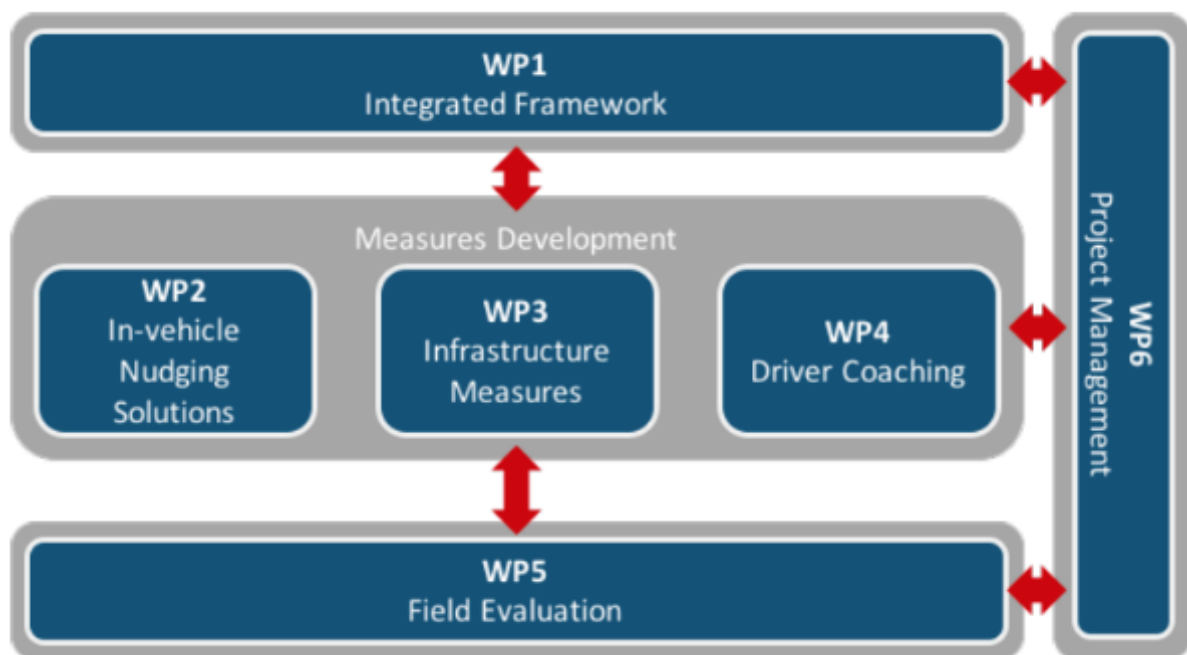 WP1
Integrated Framework
Measures Development
WP2
In-vehicle
Nudging
Solutions
WP3
Infrastructure
Measures
WP4
Driver Coaching
WP5
Field Evaluation
WP6
Project Management